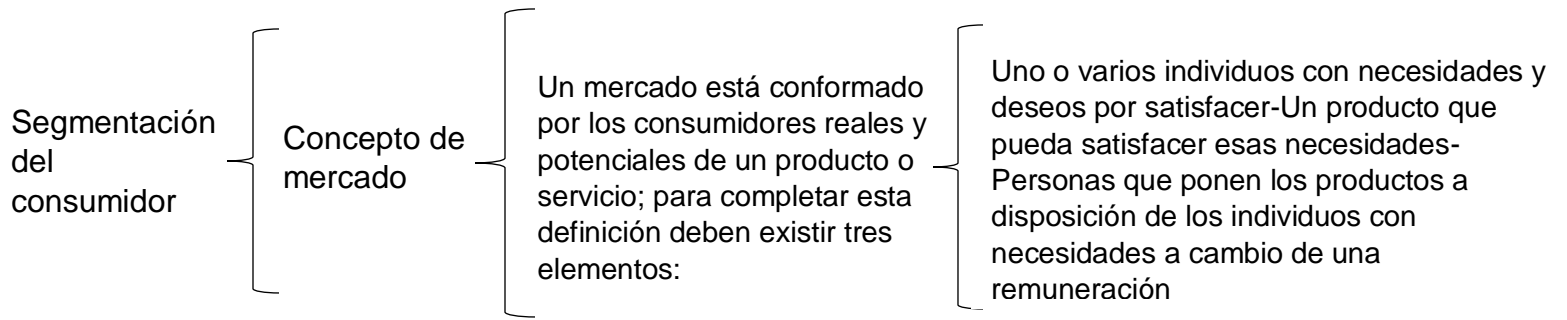 Segmentación
del
consumidor
Concepto de
mercado
Un mercado está conformado
por los consumidores reales y
potenciales de un producto o
servicio; para completar esta
definición deben existir tres
elementos:
Uno o varios individuos con necesidades y
deseos por satisfacer-Un producto que
pueda satisfacer esas necesidades-
Personas que ponen los productos a
disposición de los individuos con
necesidades a cambio de una
remuneración